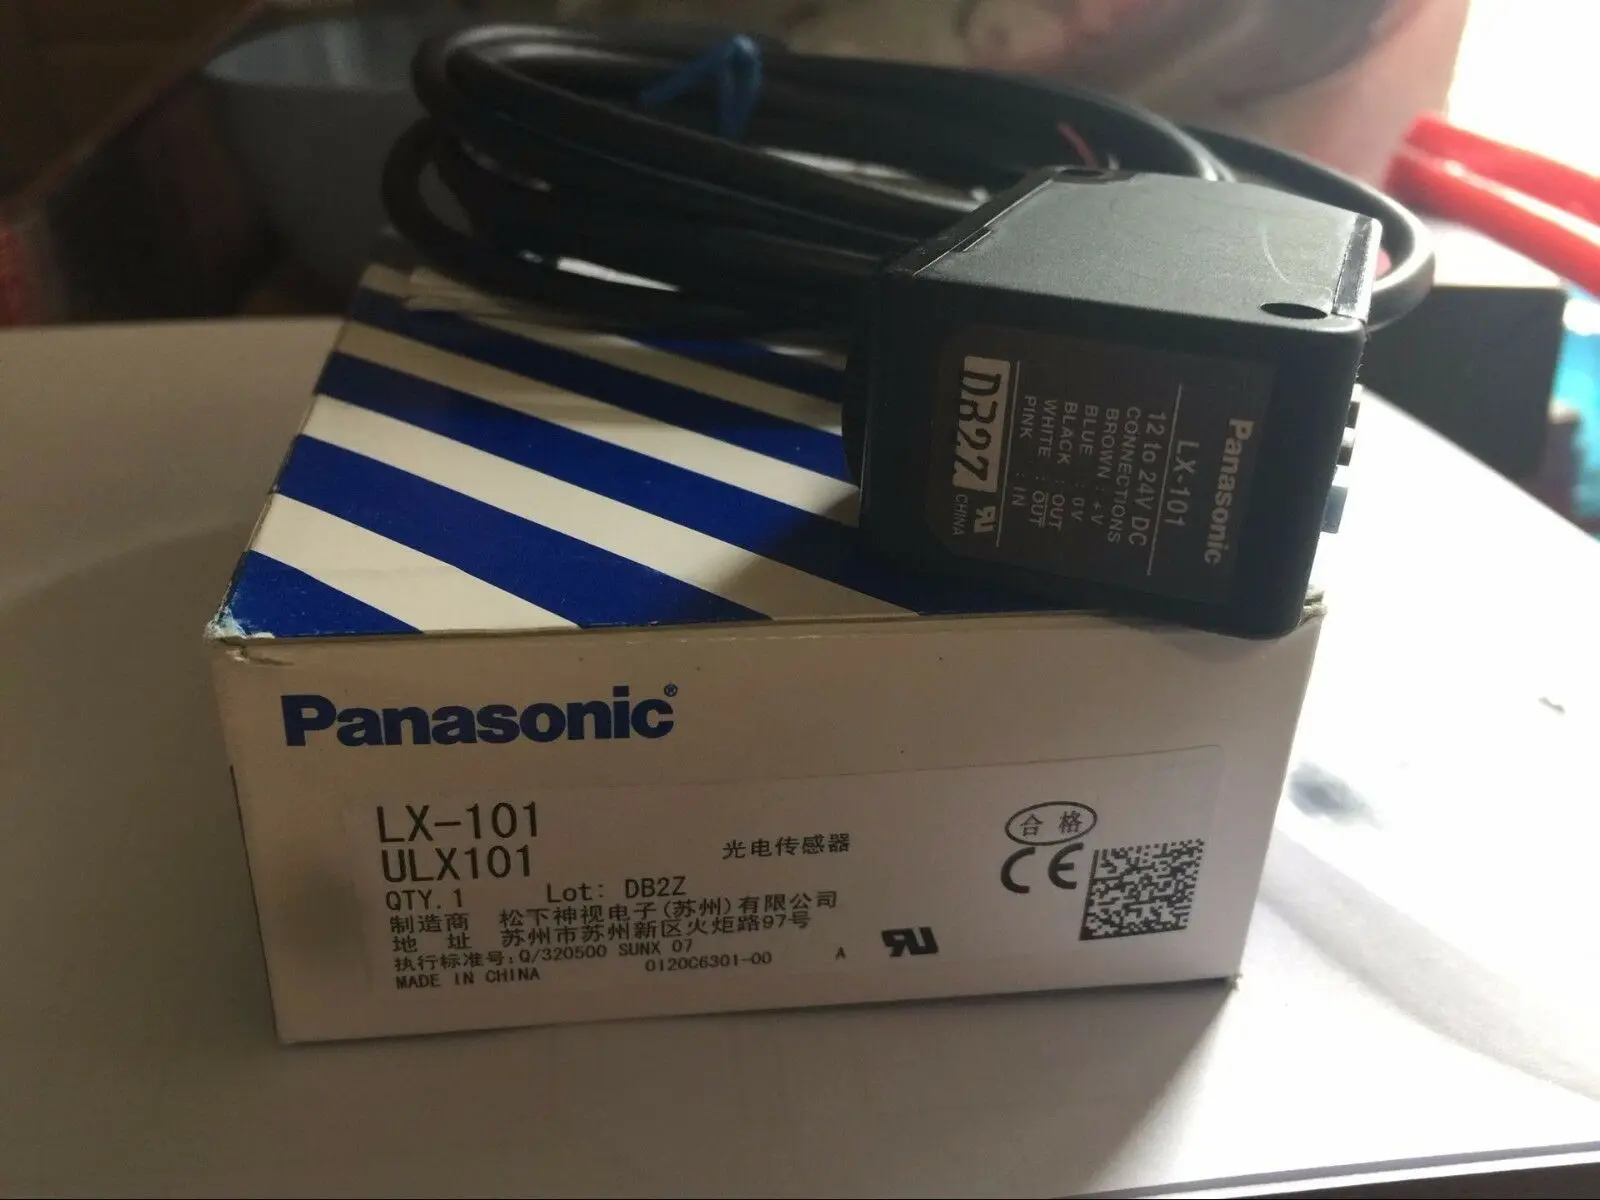 Panasonic
LX-101
12 to 24V DC
CONNECTIONS
BROWN : +V
BLUE : 0V
BLACK : OUT
WHITE : OUT
PINK : IN
CHINA
Panasonic®
LX-101
ULX101
光电传感器
合格
CE
QTY.1 Lot: DB2Z
制造商 松下神视电子(苏州)有限公司
地 址 苏州市苏州新区火炬路97号
执行标准号:Q/320500 SUNX 07
MADE IN CHINA 0120C6301-00 A